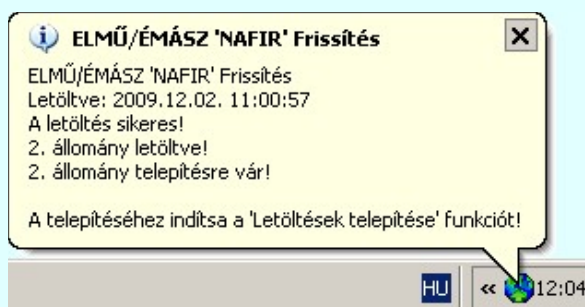 ELMŰ/ÉMÁSZ 'NAFIR' Frissítés
ELMŰ/ÉMÁSZ 'NAFIR' Frissítés
Letöltve: 2009.12.02. 11:00:57
A letöltés sikeres!
2. állomány letöltve!
2. állomány telepítésre vár!
A telepítéséhez indítsa a 'Letöltések telepítése' funkciót!
HU « 12:04